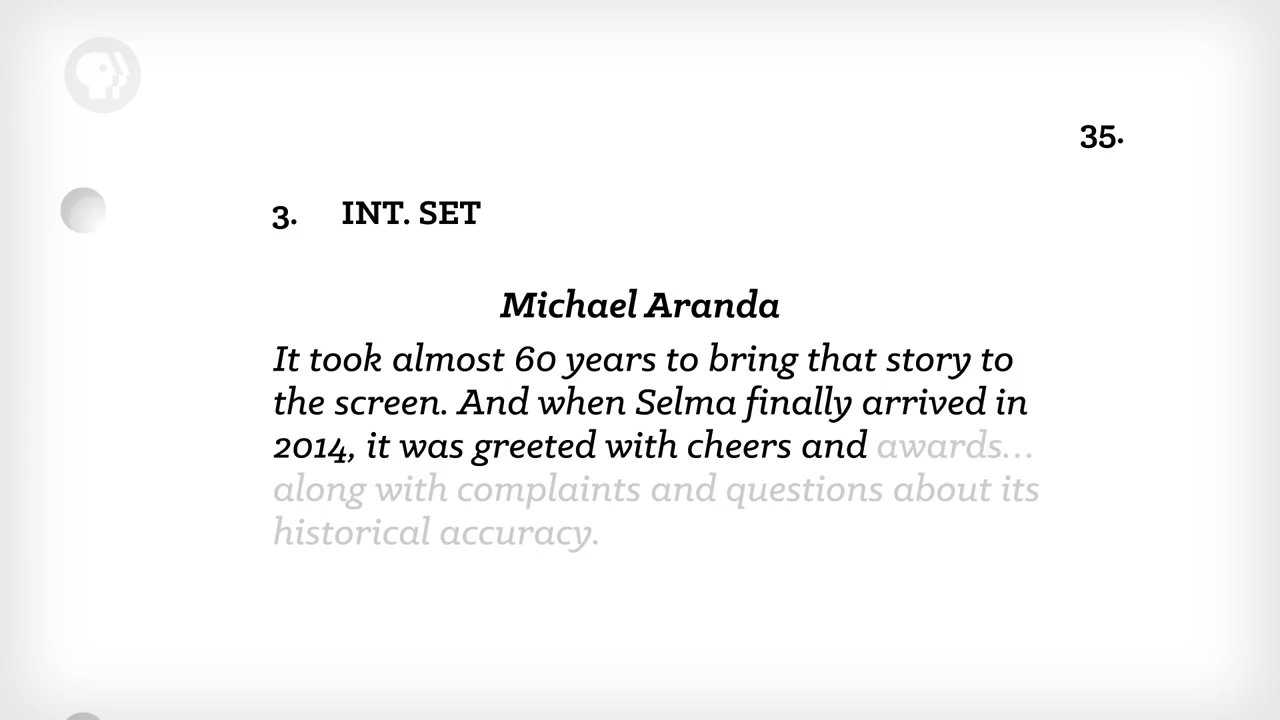 35.
3. INT. SET
Michael Aranda
It took almost 60 years to bring that story to
the screen. And when Selma finally arrived in
2014, it was greeted with cheers and awards...
along with complaints and questions about its
historical accuracy.